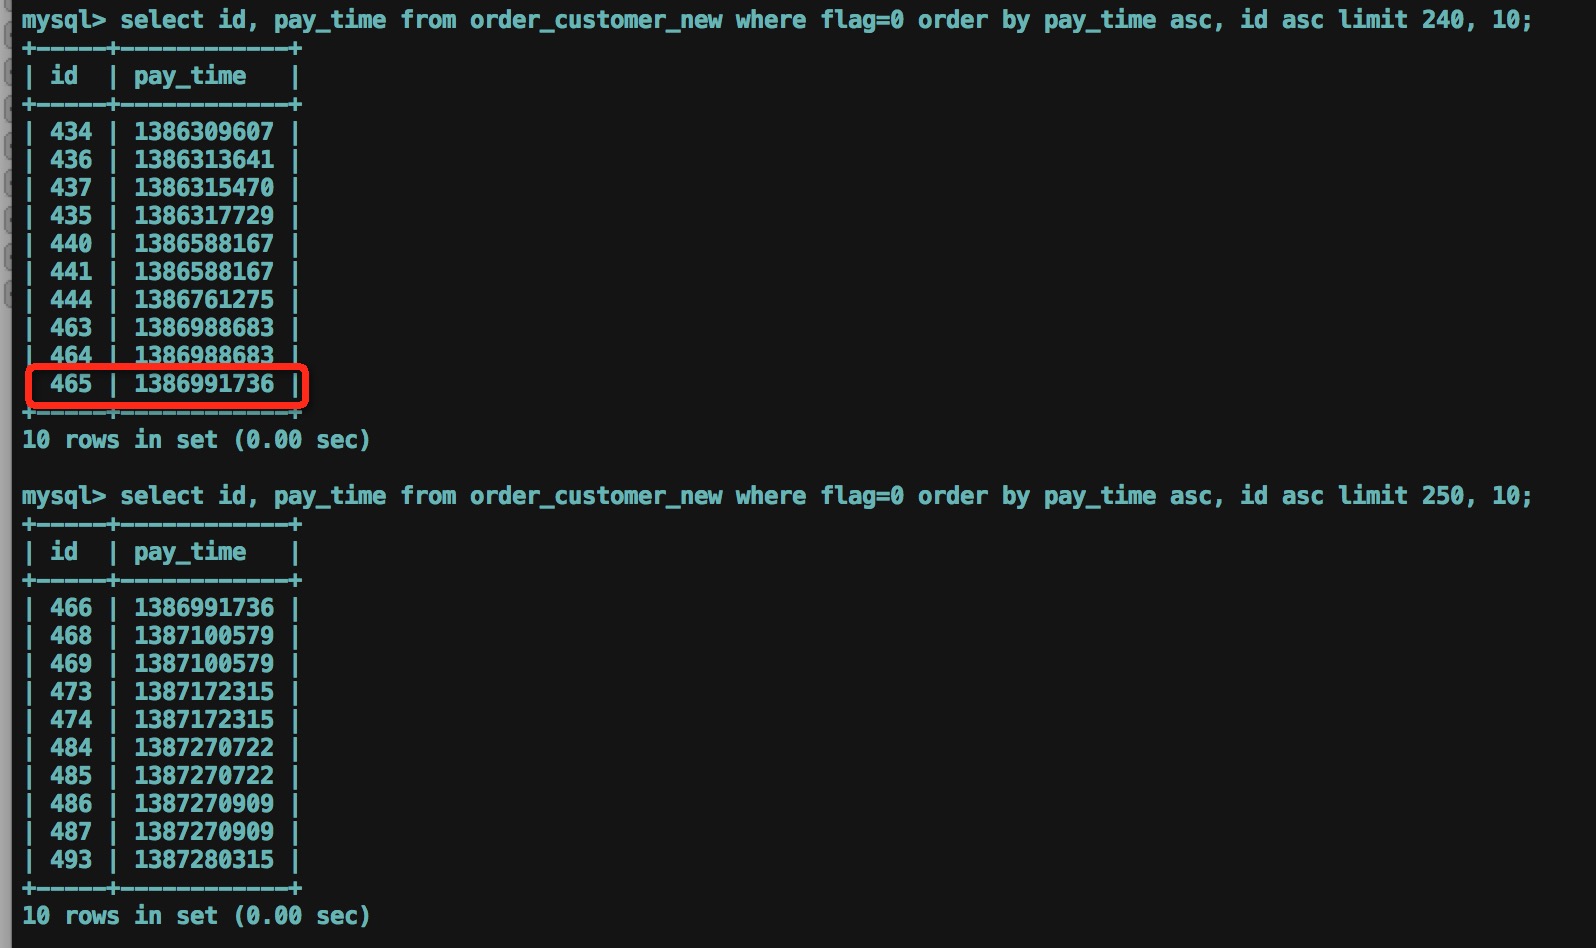 mysql> select id, pay_time from order_customer_new where flag=0 order by pay_time asc, id asc limit 240, 10;
+-----+------------+
| id  | pay_time   |
+-----+------------+
| 434 | 1386309607 |
| 436 | 1386313641 |
| 437 | 1386315470 |
| 435 | 1386317729 |
| 440 | 1386588167 |
| 441 | 1386588167 |
| 444 | 1386761275 |
| 463 | 1386988683 |
| 464 | 1386988683 |
| 465 | 1386991736 |
+-----+------------+
10 rows in set (0.00 sec)
mysql> select id, pay_time from order_customer_new where flag=0 order by pay_time asc, id asc limit 250, 10;
+-----+------------+
| id  | pay_time   |
+-----+------------+
| 466 | 1386991736 |
| 468 | 1387100579 |
| 469 | 1387100579 |
| 473 | 1387172315 |
| 474 | 1387172315 |
| 484 | 1387270722 |
| 485 | 1387270722 |
| 486 | 1387270909 |
| 487 | 1387270909 |
| 493 | 1387280315 |
+-----+------------+
10 rows in set (0.00 sec)